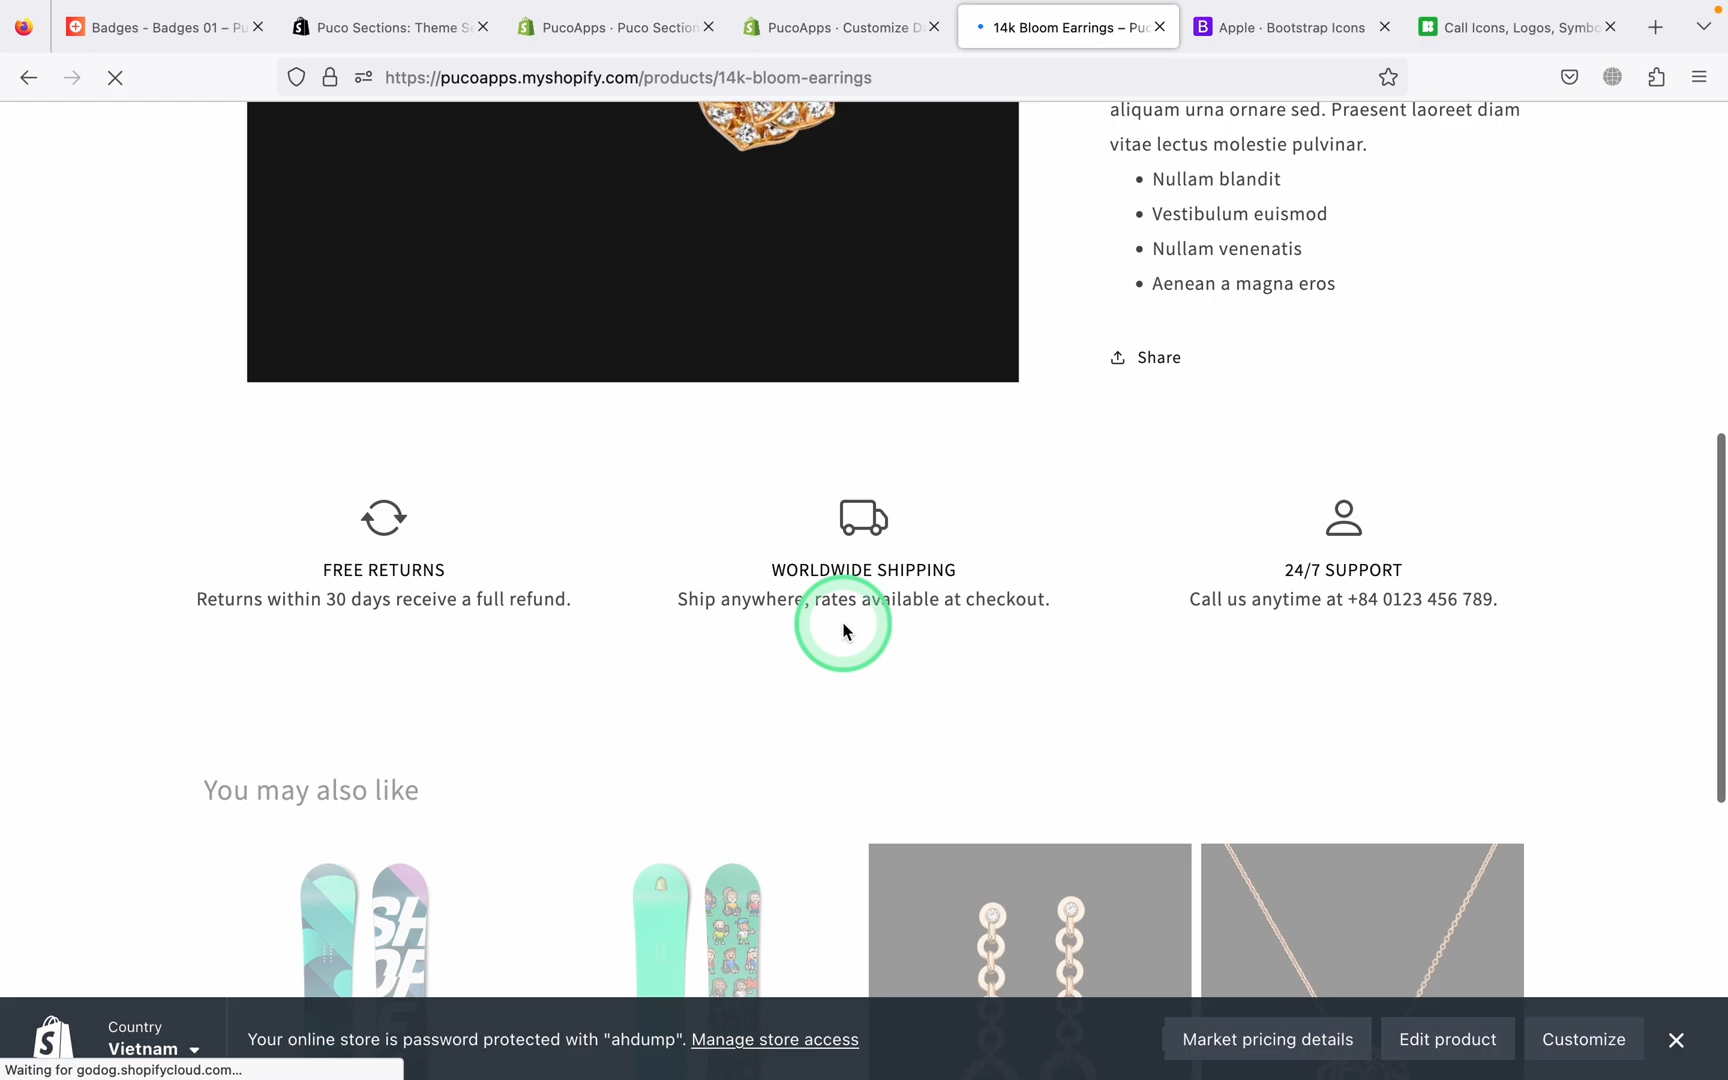 Badges - Badges 01 – Pu
Puco Sections: Theme Se
PucoApps · Puco Section
PucoApps · Customize D
14k Bloom Earrings – Puc
Apple · Bootstrap Icons
Call Icons, Logos, Symbo
https://pucoapps.myshopify.com/products/14k-bloom-earrings
aliquam urna ornare sed. Praesent laoreet diam
vitae lectus molestie pulvinar.
• Nullam blandit
• Vestibulum euismod
• Nullam venenatis
• Aenean a magna eros
Share
FREE RETURNS
Returns within 30 days receive a full refund.
WORLDWIDE SHIPPING
Ship anywhere, rates available at checkout.
24/7 SUPPORT
Call us anytime at +84 0123 456 789.
You may also like
Country
Vietnam
Your online store is password protected with "ahdump". Manage store access
Market pricing details
Edit product
Customize
Waiting for godog.shopifycloud.com...